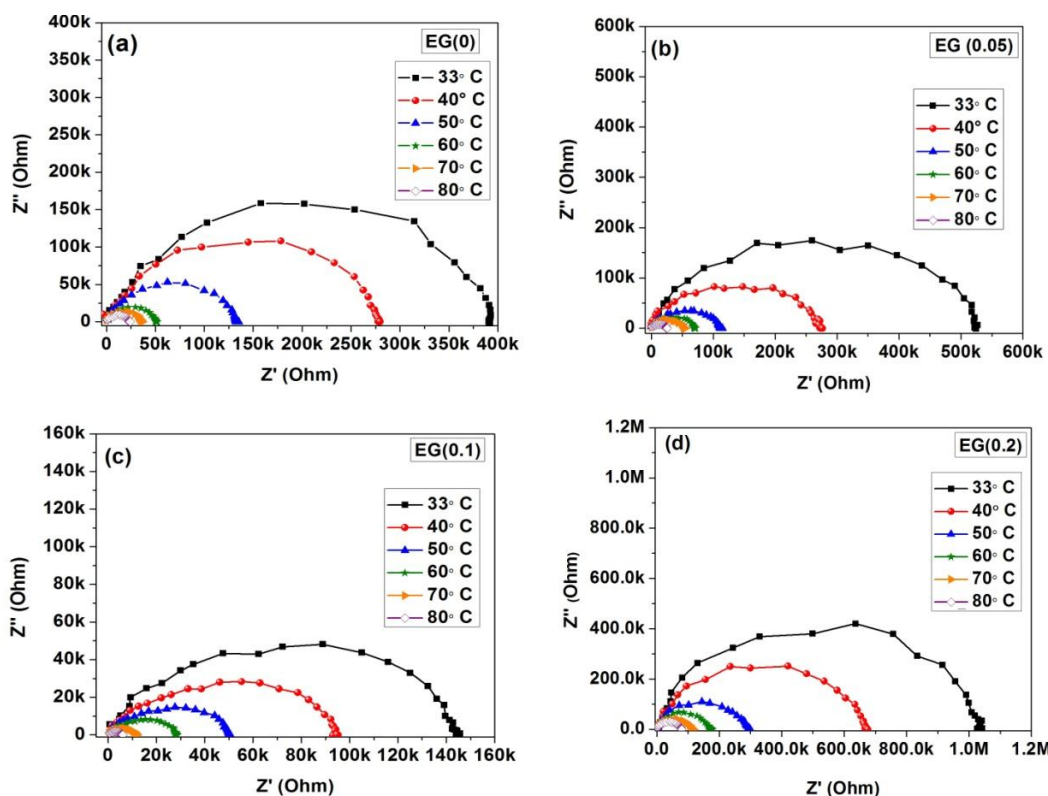 (a)
EG(0)
33° C
40° C
50° C
60° C
70° C
80° C
400k
350k
300k
250k
200k
150k
100k
50k
0
Z'' (Ohm)
0 50k 100k 150k 200k 250k 300k 350k 400k
Z' (Ohm)
(b)
EG (0.05)
33° C
40° C
50° C
60° C
70° C
80° C
600k
500k
400k
300k
200k
100k
0
Z'' (Ohm)
0 100k 200k 300k 400k 500k 600k
Z' (Ohm)
(c)
EG(0.1)
33° C
40° C
50° C
60° C
70° C
80° C
160k
140k
120k
100k
80k
60k
40k
20k
0
Z'' (Ohm)
0 20k 40k 60k 80k 100k 120k 140k 160k
Z' (Ohm)
(d)
EG(0.2)
33° C
40° C
50° C
60° C
70° C
80° C
1.2M
1.0M
800.0k
600.0k
400.0k
200.0k
0.0
Z'' (Ohm)
0.0 200.0k 400.0k 600.0k 800.0k 1.0M 1.2M
Z' (Ohm)